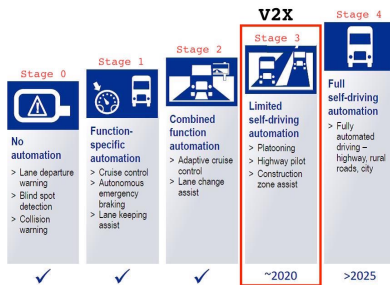 V2X
Stage 0
No
automation
> Lane departure
warning
> Blind spot
detection
> Collision
warning
✓
Stage 1
Function-
specific
automation
> Cruise control
> Autonomous
emergency
braking
> Lane keeping
assist
✓
Stage 2
Combined
function
automation
> Adaptive cruise
control
> Lane change
assist
✓
Stage 3
Limited
self-driving
automation
> Platooning
> Highway pilot
> Construction
zone assist
~2020
Stage 4
Full
self-driving
automation
> Fully
automated
driving –
highway, rural
roads, city
>2025